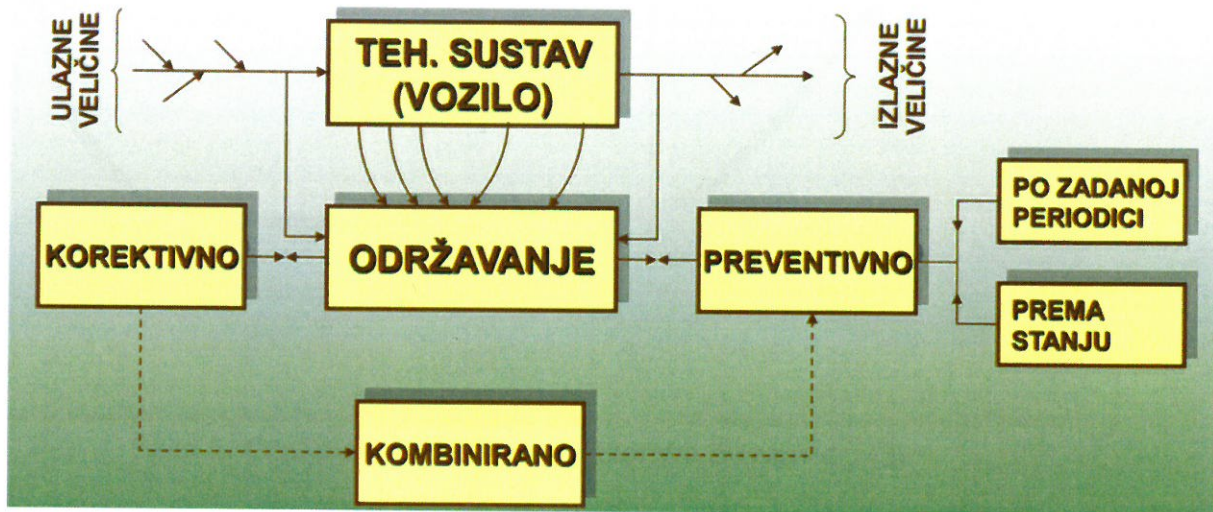 ULAZNE
VELIČINE
TEH. SUSTAV
(VOZILO)
IZLAZNE
VELIČINE
KOREKTIVNO
ODRŽAVANJE
PREVENTIVNO
PO ZADANOJ
PERIODICI
PREMA
STANJU
KOMBINIRANO